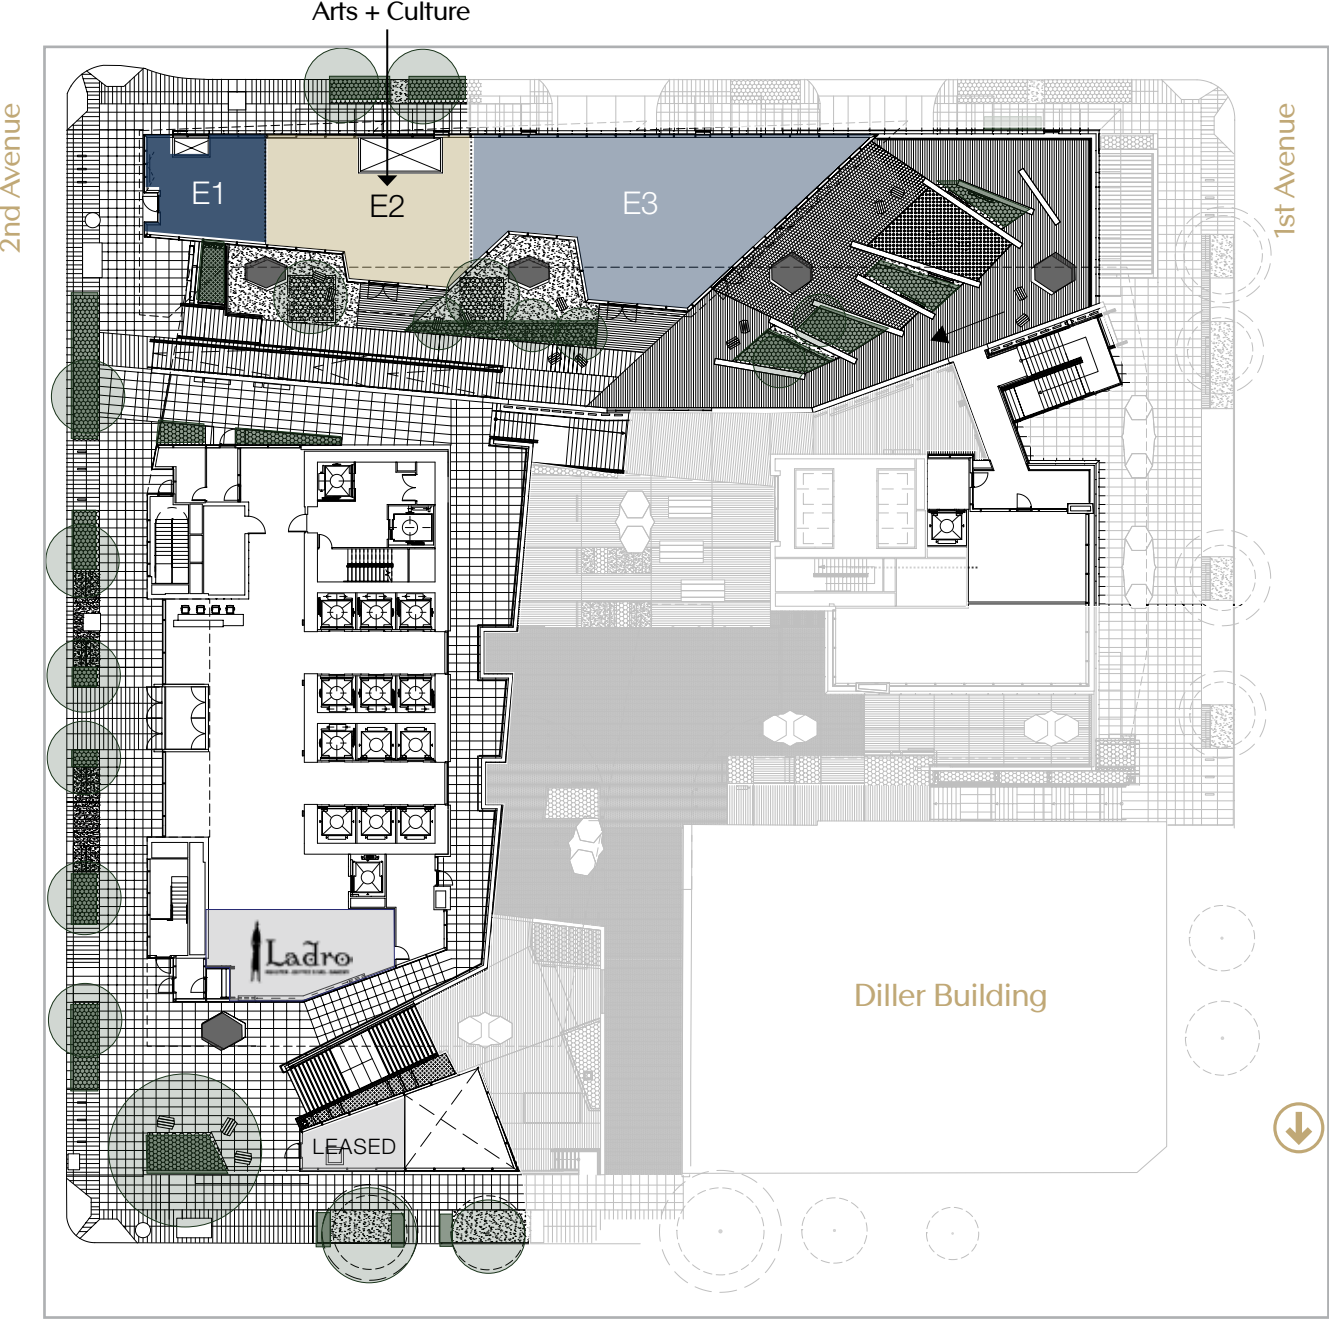 Arts + Culture
2nd Avenue
1st Avenue
E1
E2
E3
Ladro
Diller Building
LEASED